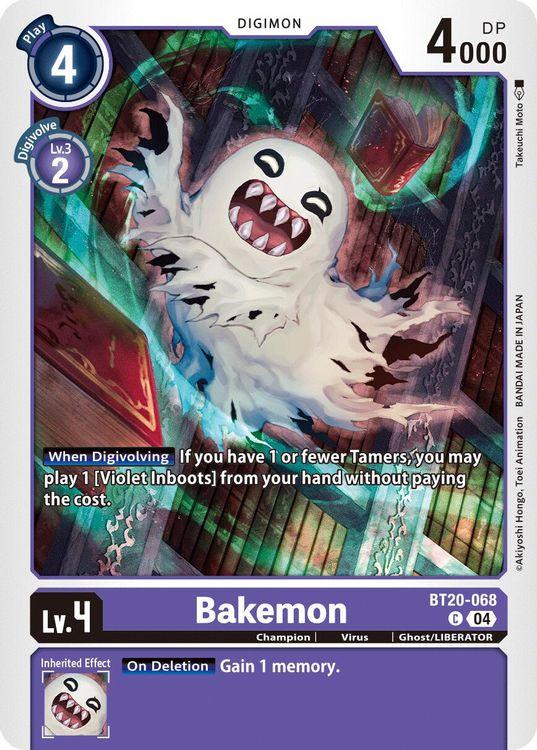 Play
4
DIGIMON
DP
4000
Digivolve
Lv.3
2
Takeuchi Moto
©Akiyoshi Hongo, Toei Animation BANDAI MADE IN JAPAN
When Digivolving If you have 1 or fewer Tamers, you may
play 1 [Violet Inboots] from your hand without paying
the cost.
Lv.4
Bakemon
BT20-068
C 04
Champion | Virus | Ghost/LIBERATOR
Inherited Effect
On Deletion Gain 1 memory.